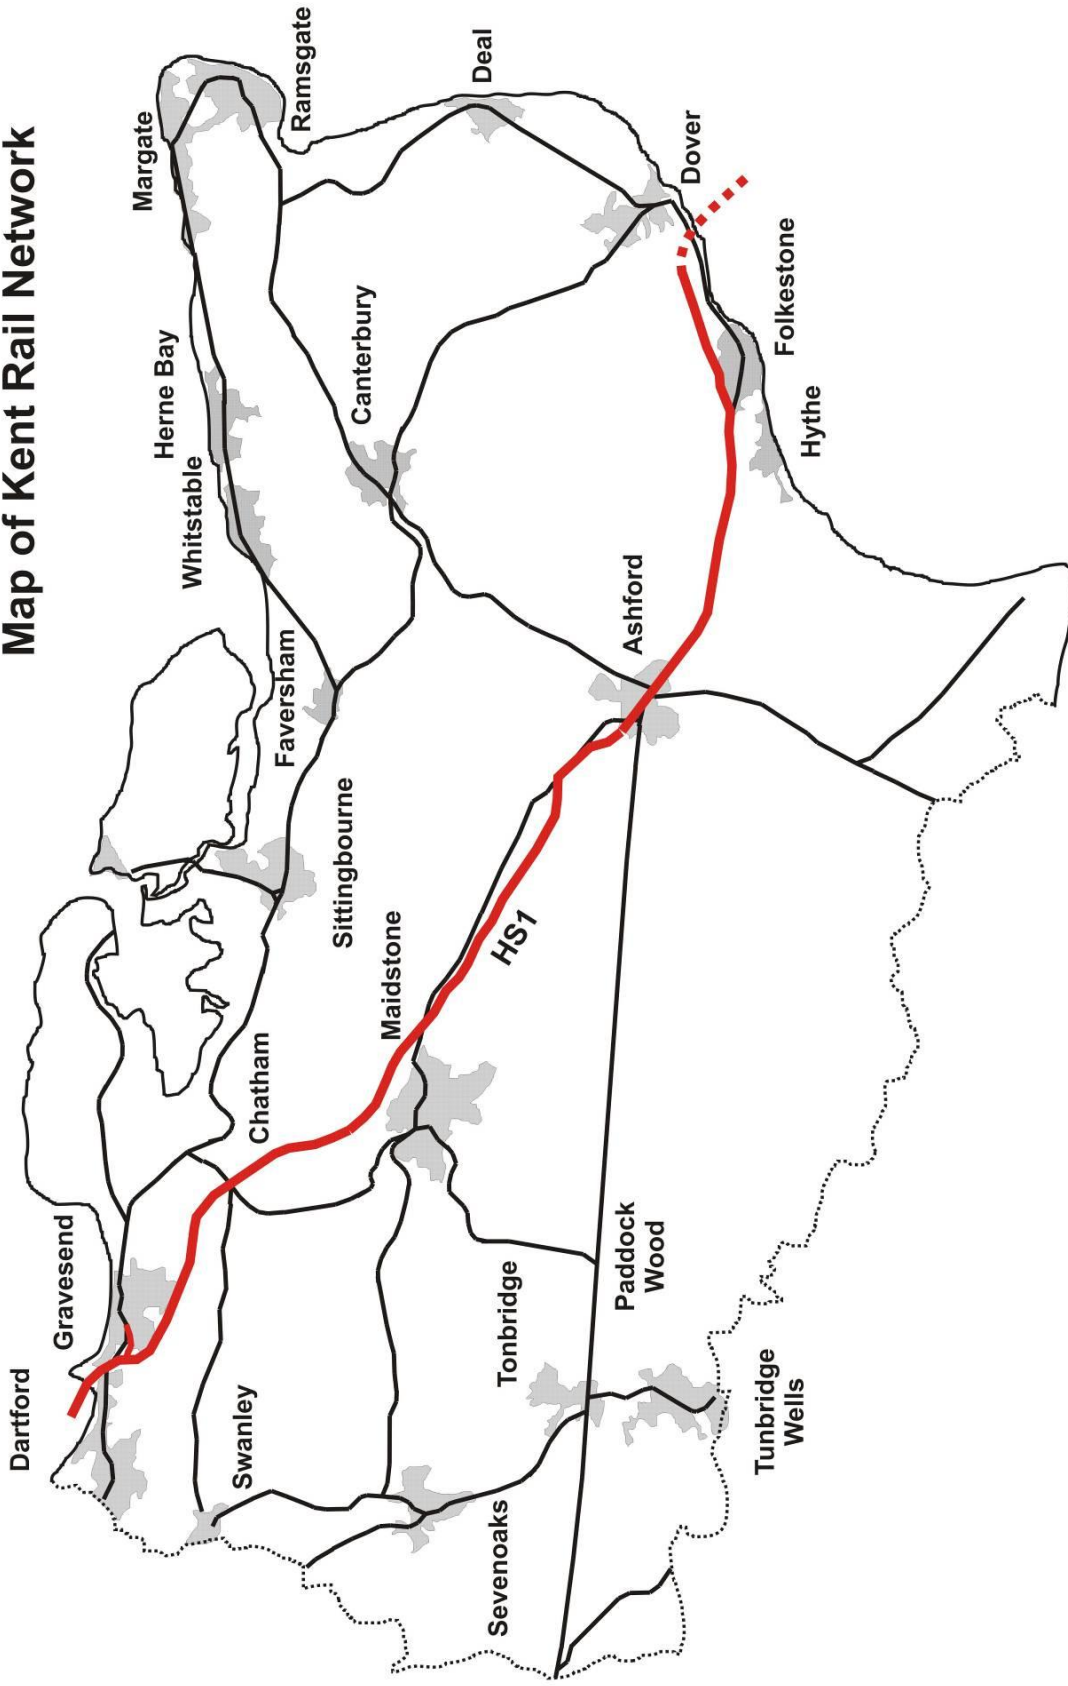 Map of Kent Rail Network
Dartford
Gravesend
Swanley
Chatham
Sittingbourne
Faversham
Whitstable
Herne Bay
Margate
Ramsgate
Canterbury
Deal
Maidstone
HS1
Sevenoaks
Tonbridge
Paddock
Wood
Tunbridge
Wells
Ashford
Hythe
Folkestone
Dover